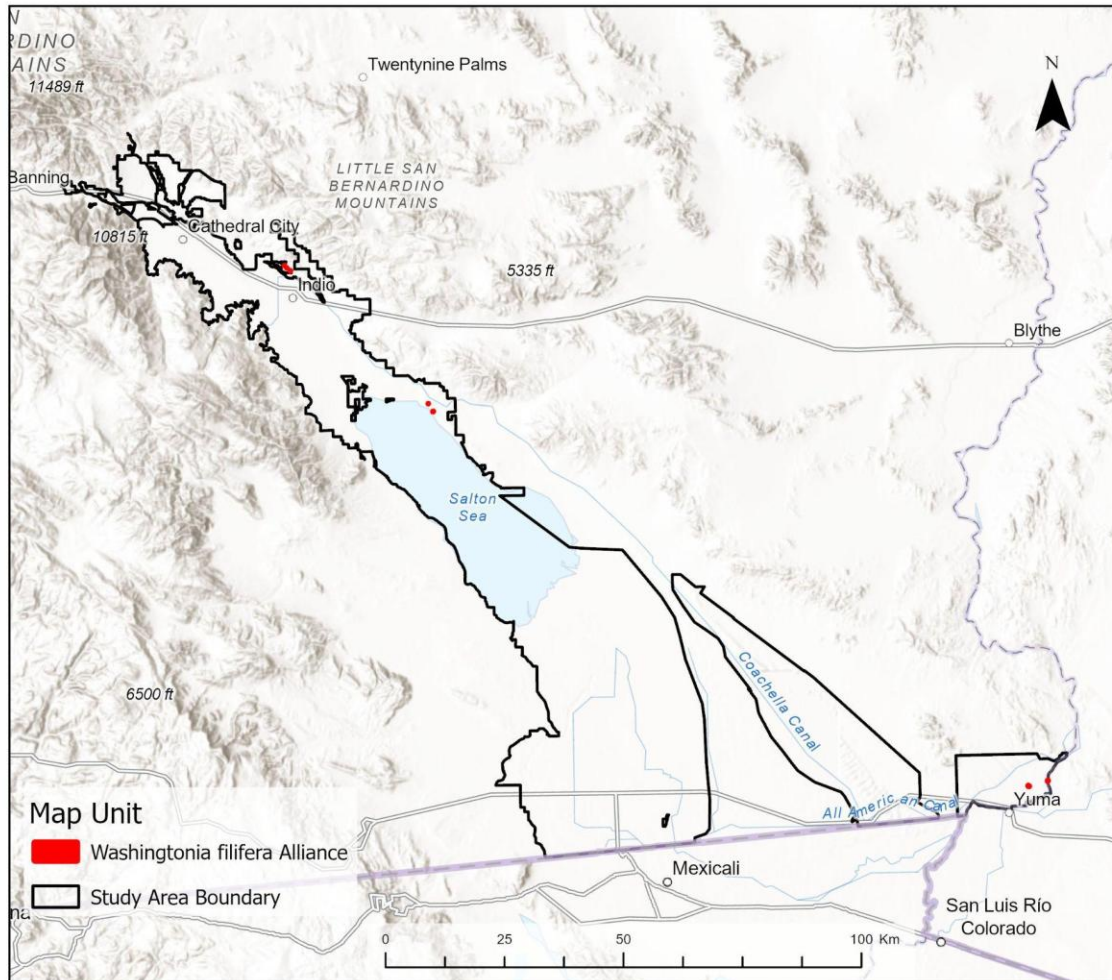 N
RDINO
AINS
11489 ft
Twentynine Palms
N
LITTLE SAN
BERNARDINO
MOUNTAINS
Banning
10815 ft
Cathedral City
5335 ft
Indio
Blythe
Salton
Sea
Coachella Canal
6500 ft
All American Canal
Yuma
Map Unit
Washingtonia filifera Alliance
Study Area Boundary
Mexicali
San Luis Río
Colorado
na
0 25 50 100 Km